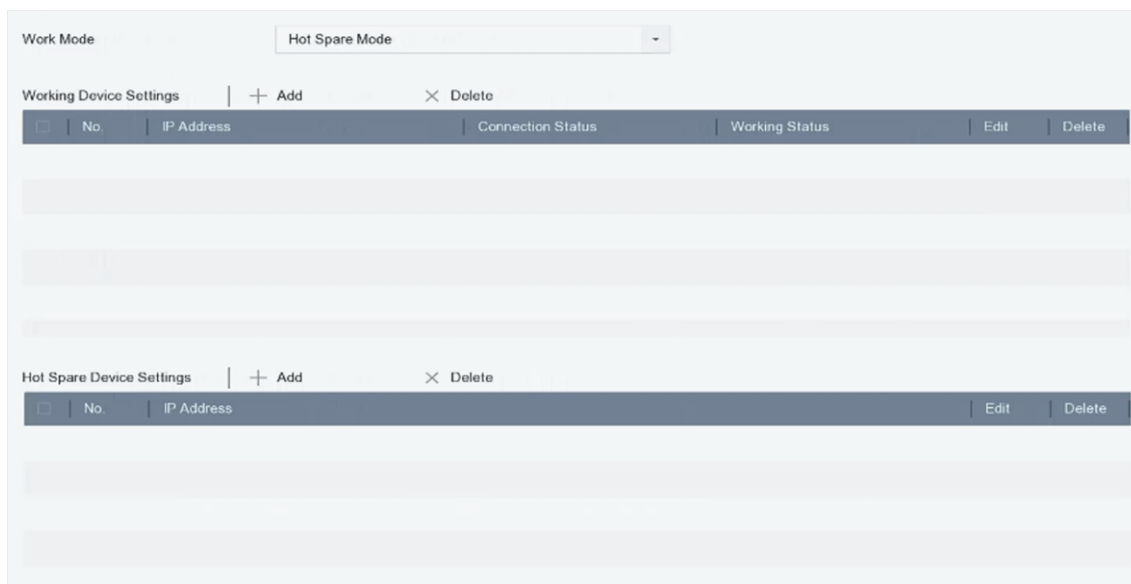 Work Mode Hot Spare Mode
Working Device Settings Add Delete
No. IP Address Connection Status Working Status Edit Delete
Hot Spare Device Settings Add Delete
No. IP Address Edit Delete